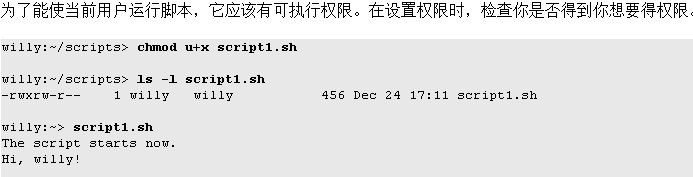 为了能使当前用户运行脚本，它应该有可执行权限。在设置权限时，检查你是否得到你想要得权限。
willy:~/scripts> chmod u+x script1.sh
willy:~/scripts> ls -l script1.sh
-rwxrw-r--    1 willy   willy            456 Dec 24 17:11 script1.sh
willy:~> script1.sh
The script starts now.
Hi, willy!